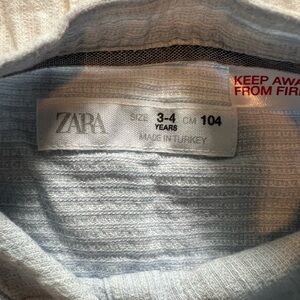 ZARA
SIZE 3-4 CM 104
YEARS
MADE IN TURKEY
KEEP AWA
FROM FIR